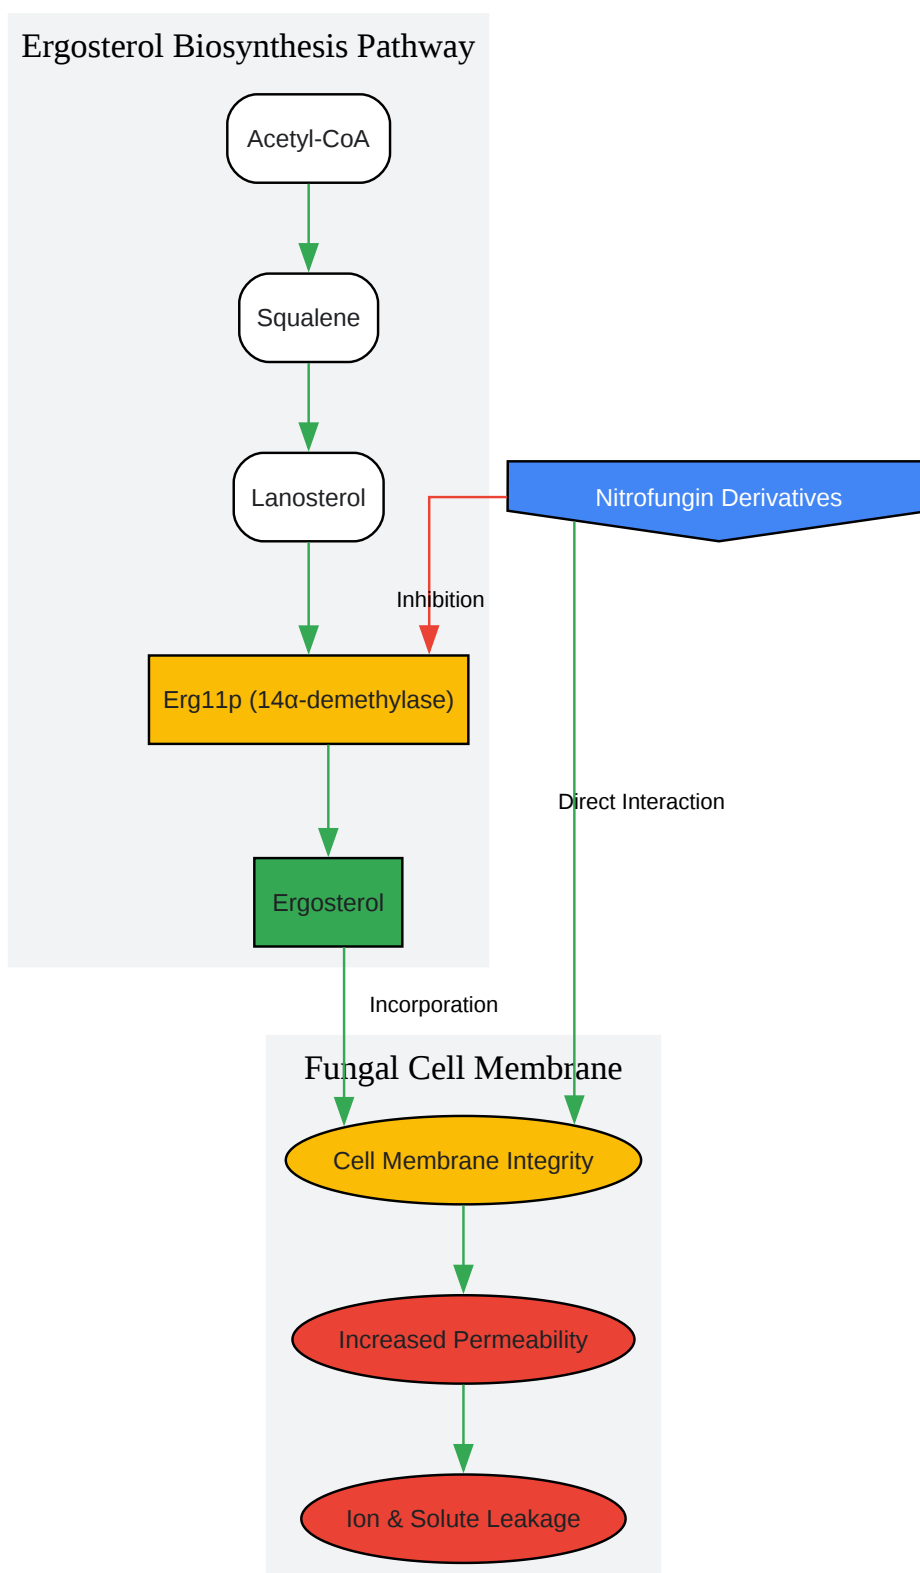 Ergosterol Biosynthesis Pathway
Acetyl-CoA
Squalene
Lanosterol
Nitrofungin Derivatives
Inhibition
Erg11p (14α-demethylase)
Direct Interaction
Ergosterol
Incorporation
Fungal Cell Membrane
Cell Membrane Integrity
Increased Permeability
Ion & Solute Leakage